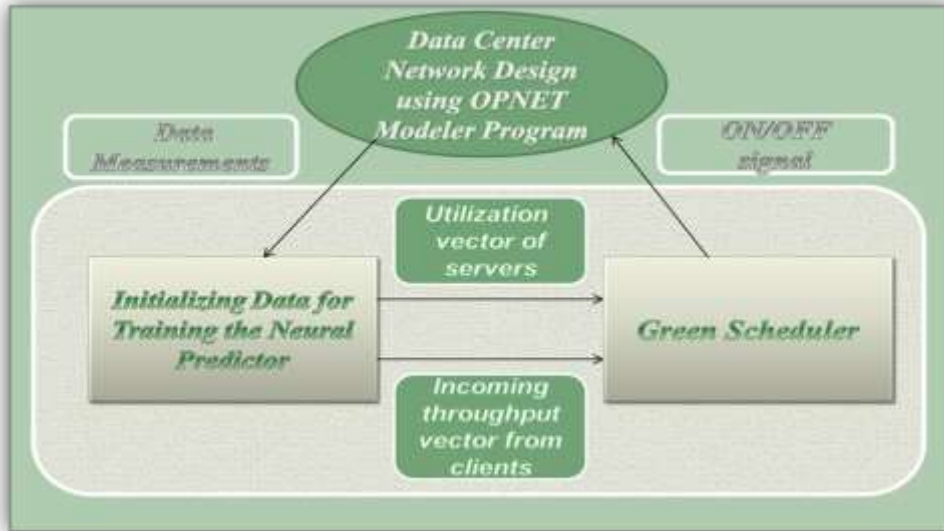 Data Center
Network Design
using OPNET
Modeler Program
Data
Measurements
ON/OFF
signal
Utilization
vector of
servers
Initializing Data for
Training the Neural
Predictor
Green Scheduler
Incoming
throughput
vector from
clients